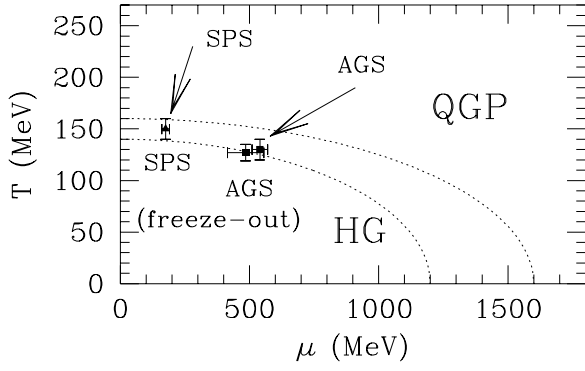 T (MeV)
250
200
150
100
50
0
SPS
AGS
QGP
SPS
AGS
(freeze-out)
HG
0
500
1000
1500
μ (MeV)